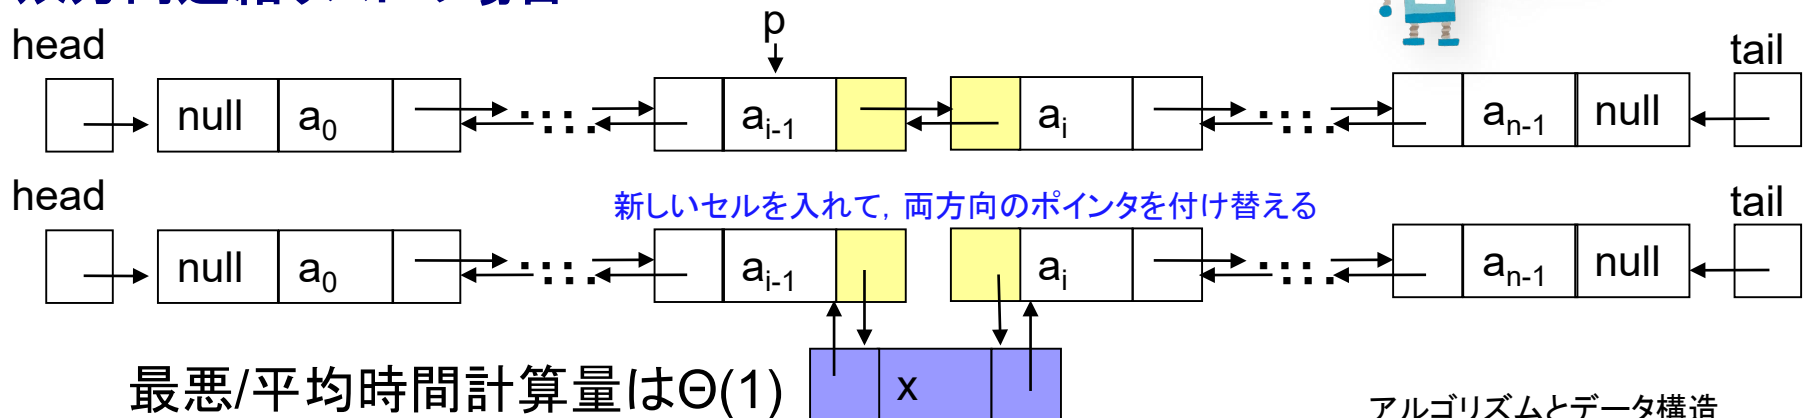 head p tail
null a0 ai-1 ai an-1 null
head 新しいセルを入れて, 両方向のポインタを付け替える tail
null a0 ai-1 ai an-1 null
最悪/平均時間計算量はΘ(1) x
アルゴリズムとデータ構造